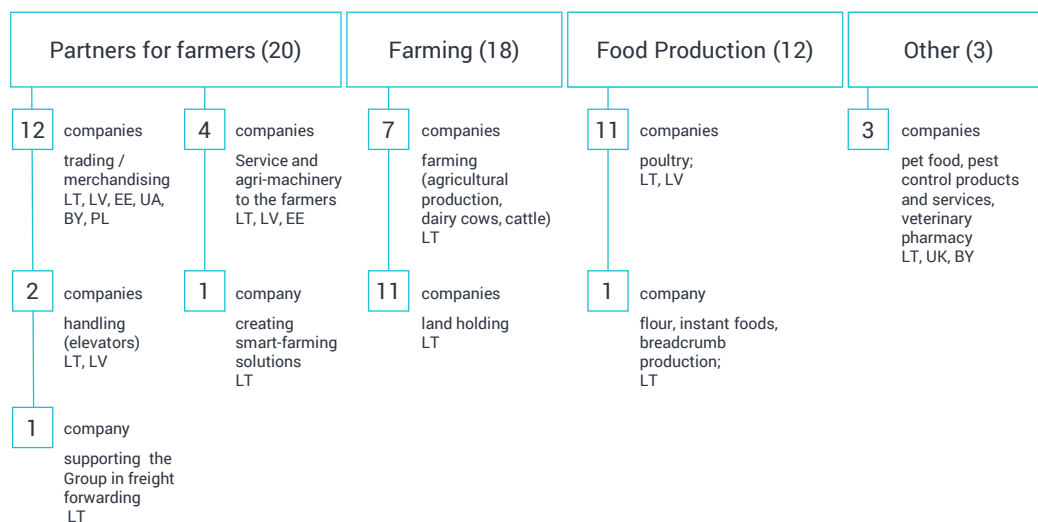 Partners for farmers (20)
12
companies
trading /
merchandising
LT, LV, EE, UA,
BY, PL
2
companies
handling
(elevators)
LT, LV
1
company
supporting the
Group in freight
forwarding
LT
4
companies
Service and
agri-machinery
to the farmers
LT, LV, EE
1
company
creating
smart-farming
solutions
LT
Farming (18)
7
companies
farming
(agricultural
production,
dairy cows, cattle)
LT
11
companies
land holding
LT
Food Production (12)
11
companies
poultry;
LT, LV
1
company
flour, instant foods,
breadcrumb
production;
LT
Other (3)
3
companies
pet food, pest
control products
and services,
veterinary
pharmacy
LT, UK, BY